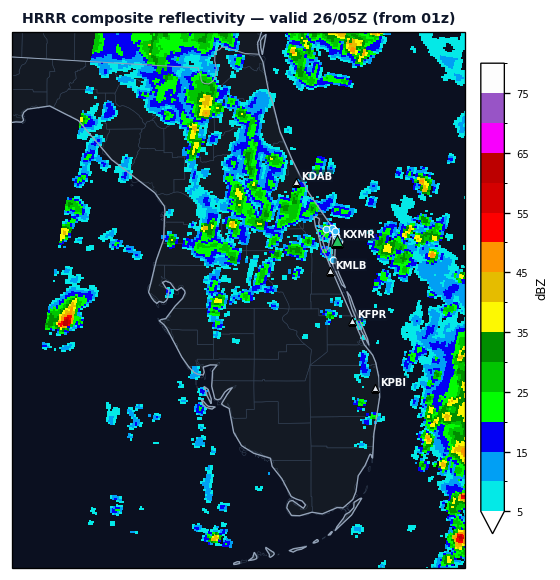 HRRR composite reflectivity — valid 26/05Z (from 01z)
KDAB
KXMR
KMLB
KFPR
KPBI
75
65
55
45
35
25
15
5
dBZ